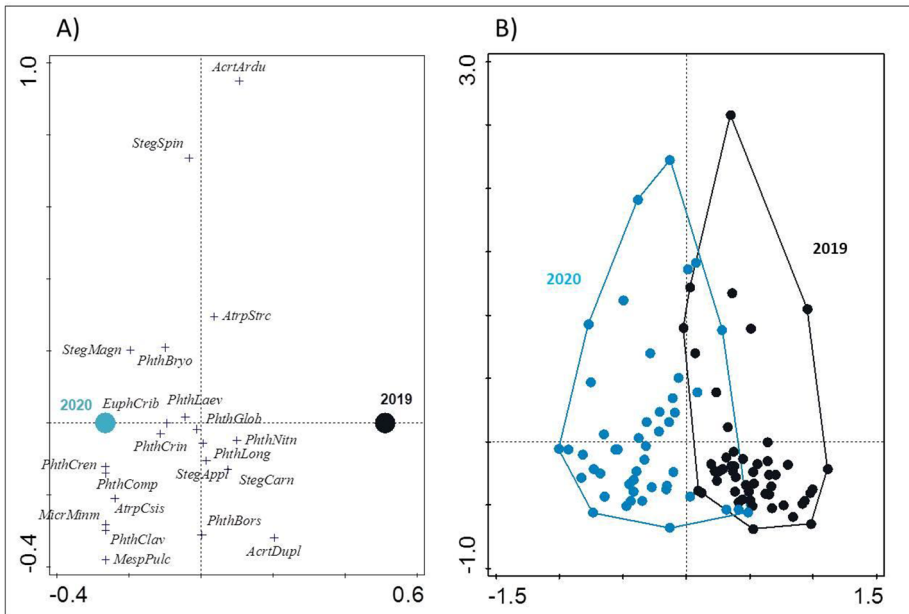 A)
1.0
AcrtArdu
StegSpin
AtrpStrc
StegMagn
PhthBryo
2020
EuphCrib
PhthLaev
2019
PhthGlob
PhthCrin
PhthNitn
PhthLong
PhthCren
StegAppl
StegCarn
PhthComp
AtrpCsis
MicrMinm
PhthBors
PhthClav
AcrtDupl
MespPulc
-0.4
-0.4
0.6
B)
3.0
2019
2020
-1.0
-1.5
1.5